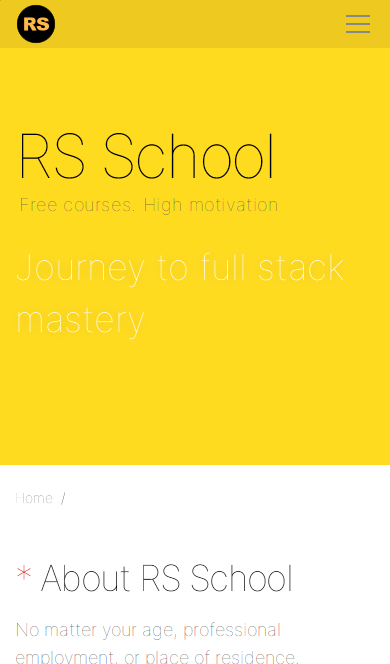 RS
RS School
Free courses. High motivation
Journey to full stack
mastery
Home /
* About RS School
No matter your age, professional
employment, or place of residence,